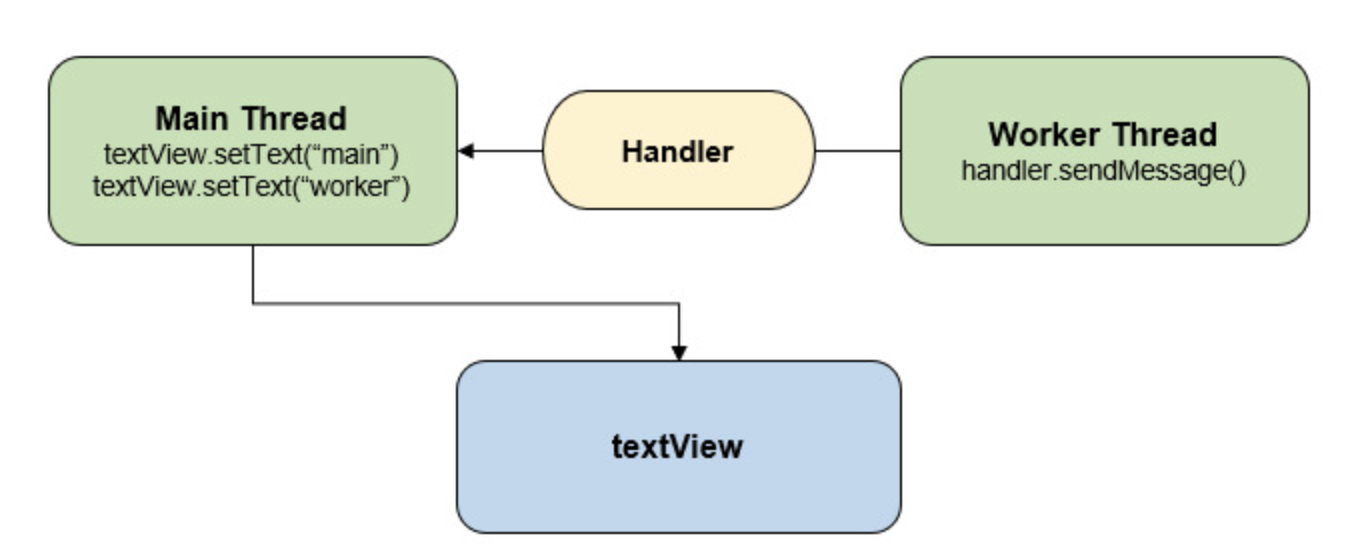 Main Thread
textView.setText(“main”)
textView.setText(“worker”)
Handler
Worker Thread
handler.sendMessage()
textView